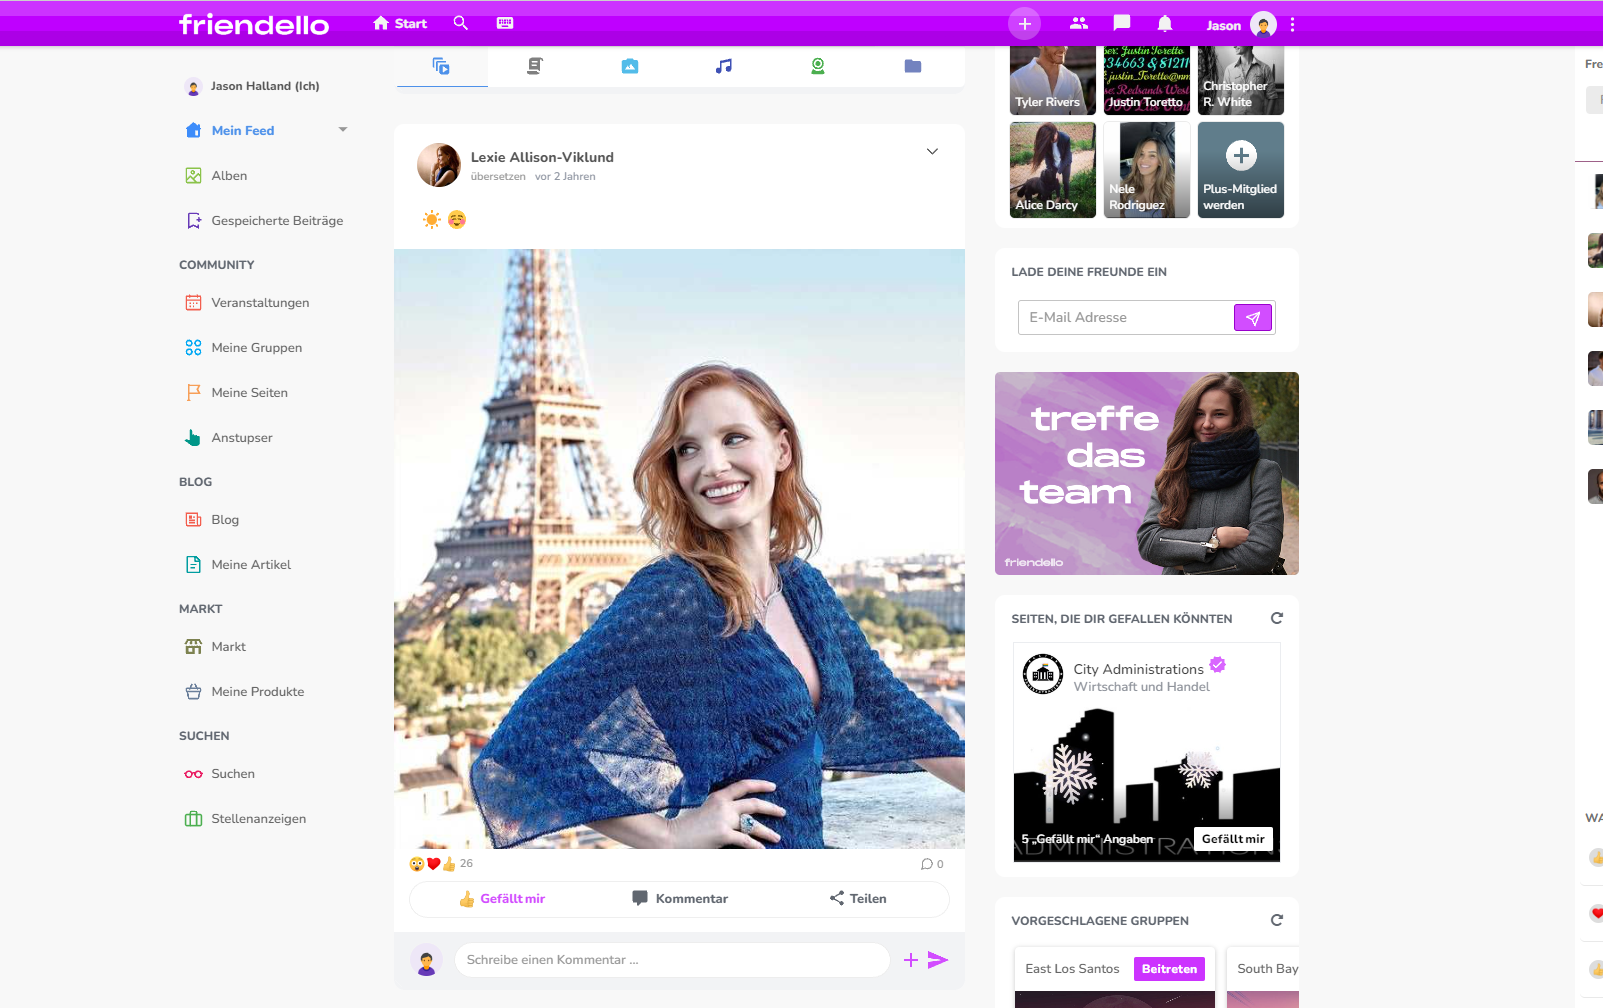 friendello
Start
Jason
Jason Halland (Ich)
Mein Feed
Alben
Gespeicherte Beiträge
COMMUNITY
Veranstaltungen
Meine Gruppen
Meine Seiten
Anstupser
BLOG
Blog
Meine Artikel
MARKT
Markt
Meine Produkte
SUCHEN
Suchen
Stellenanzeigen
Lexie Allison-Viklund
übersetzen vor 2 Jahren
26
0
Gefällt mir
Kommentar
Teilen
Schreibe einen Kommentar ...
Tyler Rivers
Justin Toretto
Christopher
R. White
Alice Darcy
Nele
Rodriguez
Plus-Mitglied
werden
LADE DEINE FREUNDE EIN
E-Mail Adresse
treffe
das
team
friendello
SEITEN, DIE DIR GEFALLEN KÖNNTEN
City Administrations
Wirtschaft und Handel
5 „Gefällt mir“ Angaben
Gefällt mir
VORGESCHLAGENE GRUPPEN
East Los Santos
Beitreten
South Bay
Fre
WA